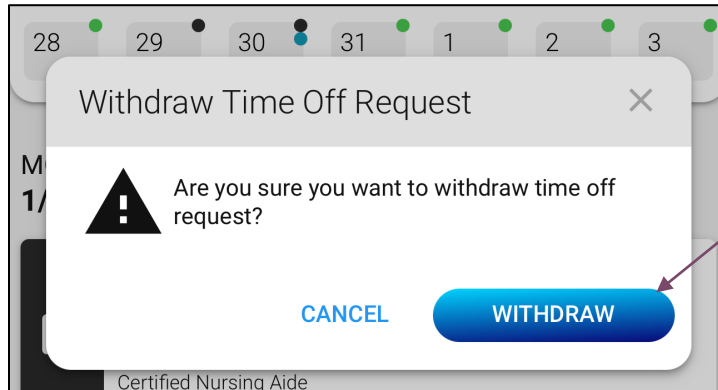 28 29 30 31 1 2 3
Withdraw Time Off Request
Are you sure you want to withdraw time off
request?
CANCEL WITHDRAW
Certified Nursing Aide